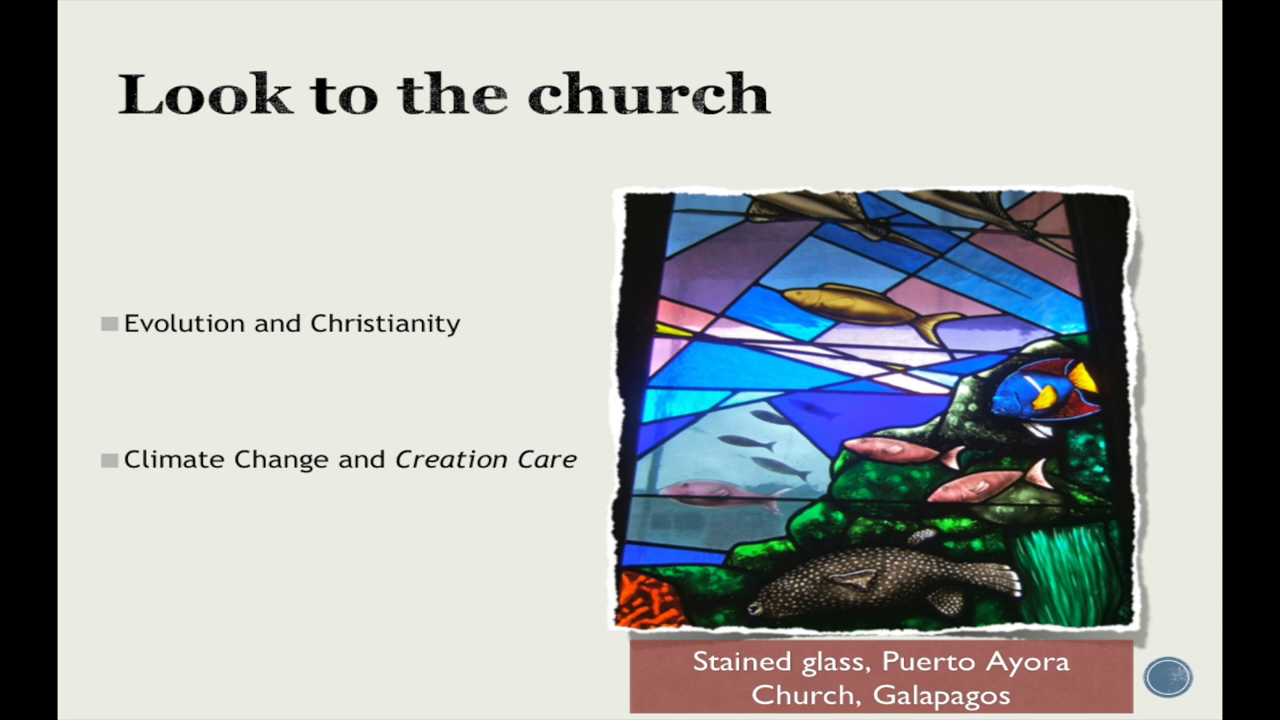 Look to the church
Evolution and Christianity
Climate Change and Creation Care
Stained glass, Puerto Ayora
Church, Galapagos